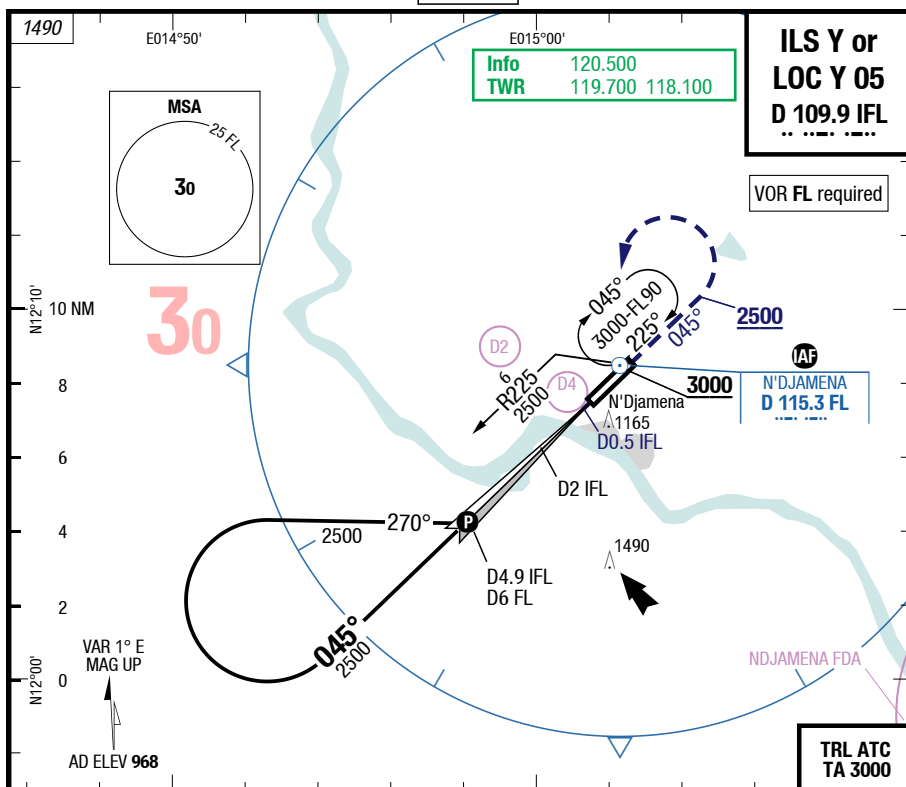 1490
E014°50'
E015°00'
Info 120.500
TWR 119.700 118.100
ILS Y or
LOC Y 05
D 109.9 IFL
MSA
25 FL
30
VOR FL required
30
N12°10'
10 NM
8
6
4
2
0
N12°00'
045°
3000-FL90
225°
045°
2500
IAF
N'DJAMENA
D 115.3 FL
3000
D2
D4
6
R225
2500
N'Djamena
1165
D0.5 IFL
D2 IFL
270°
2500
P
D4.9 IFL
D6 FL
1490
045°
2500
VAR 1° E
MAG UP
AD ELEV 968
NDJAMENA FDA
TRL ATC
TA 3000